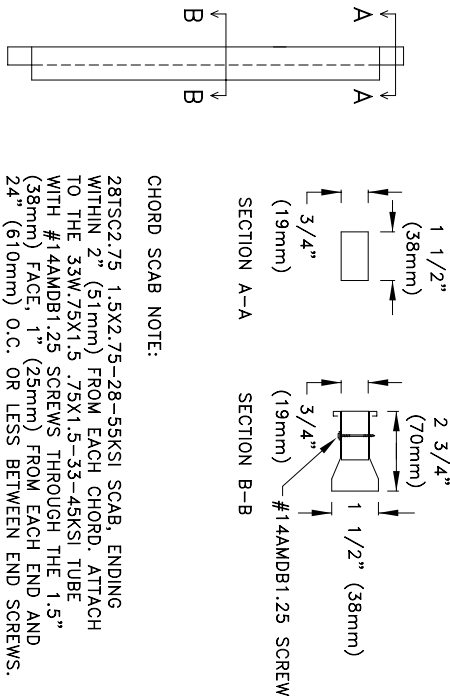 B
B
A
A
1 1/2"
(38mm)
3/4"
(19mm)
SECTION A-A
2 3/4"
(70mm)
1 1/2" (38mm)
3/4"
(19mm)
#14AMDB1.25 SCREW
SECTION B-B
CHORD SCAB NOTE:
28TSC2.75 1.5X2.75-28-55KSI SCAB, ENDING
WITHIN 2" (51mm) FROM EACH CHORD. ATTACH
TO THE 33W.75X1.5 .75X1.5-33-45KSI TUBE
WITH #14AMDB1.25 SCREWS THROUGH THE 1.5"
(38mm) FACE, 1" (25mm) FROM EACH END AND
24" (610mm) O.C. OR LESS BETWEEN END SCREWS.